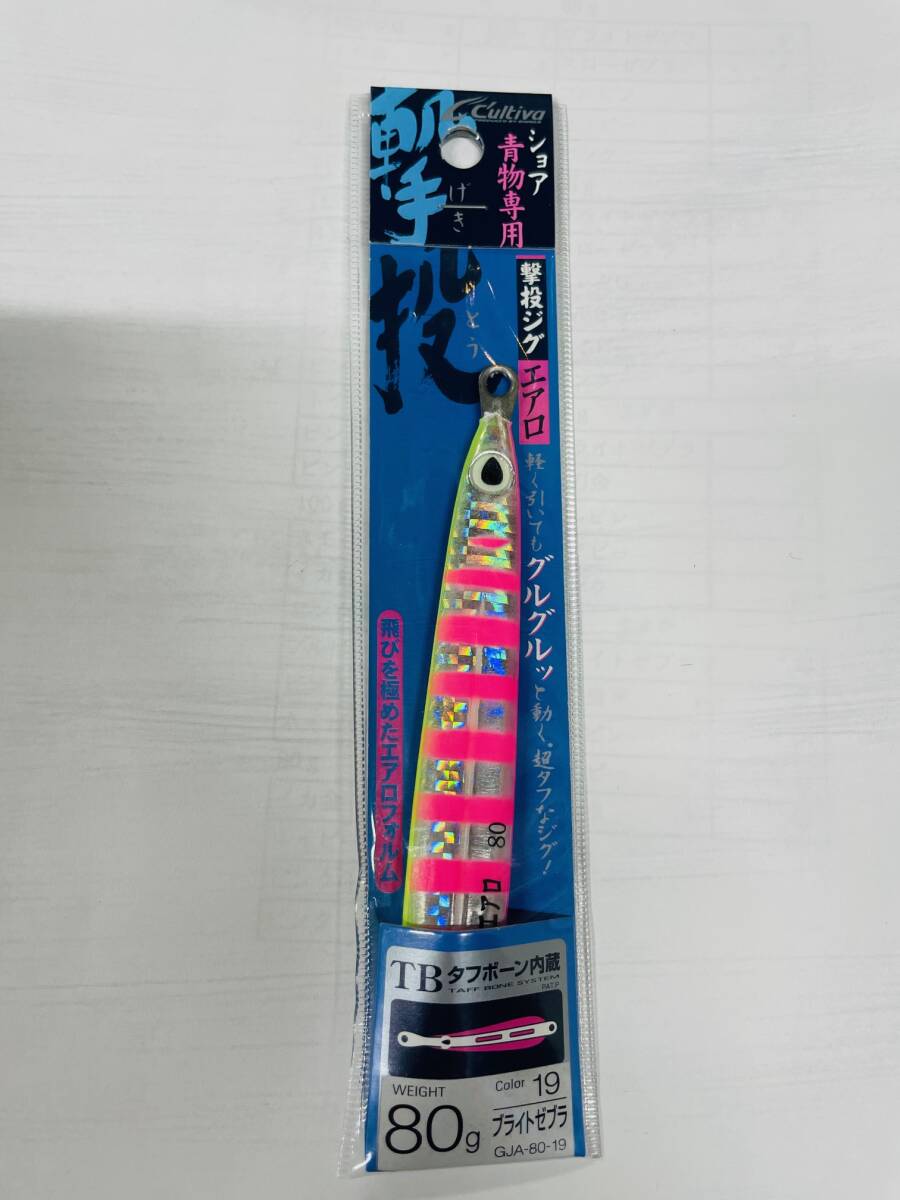 C'ultiva
撃投
げき
とう
ショア
青物専用
撃投ジグ
エアロ
軽く引いてもグルグルッと動く。超タフなジグ!
飛びを極めたエアロフォルム
エアロ 80
TB タフボーン内蔵
TAFF BONE SYSTEM
PAT.P
WEIGHT
80g
Color 19
ブライトゼブラ
GJA-80-19